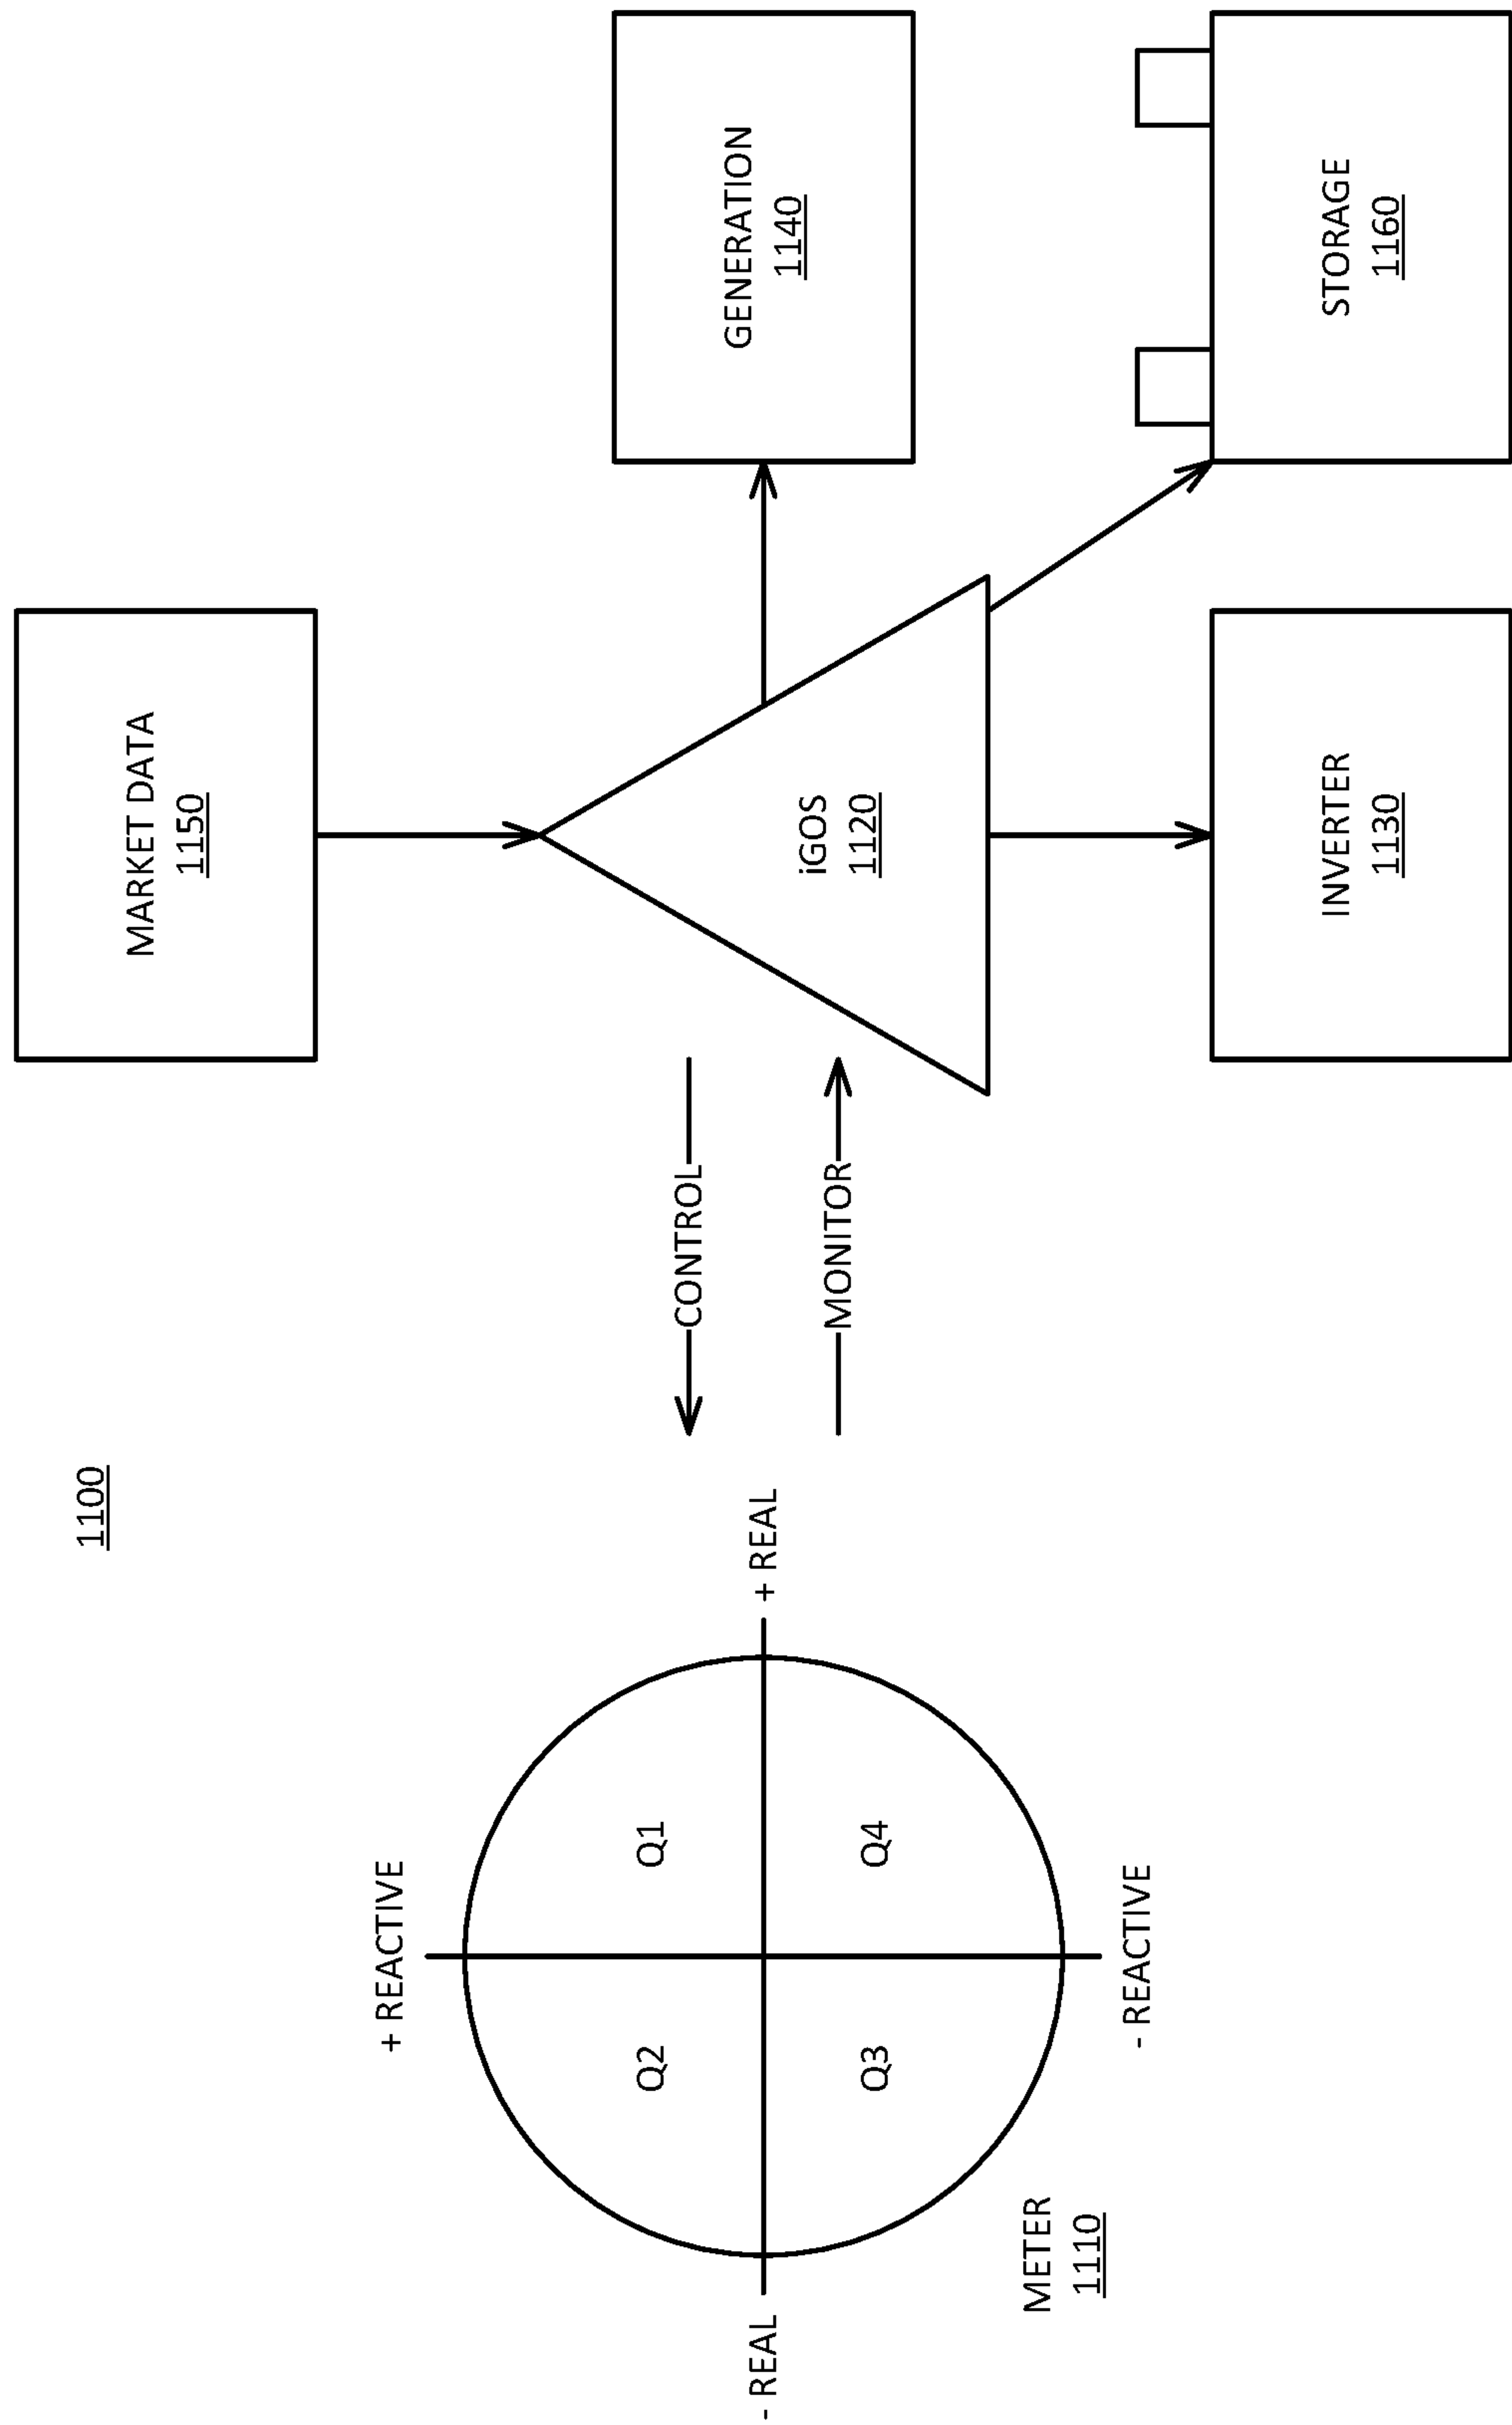 1100
MARKET DATA
1150
+ REACTIVE
Q2
Q1
CONTROL
GENERATION
1140
- REAL
+ REAL
MONITOR
iGOS
1120
Q3
Q4
METER
1110
- REACTIVE
INVERTER
1130
STORAGE
1160